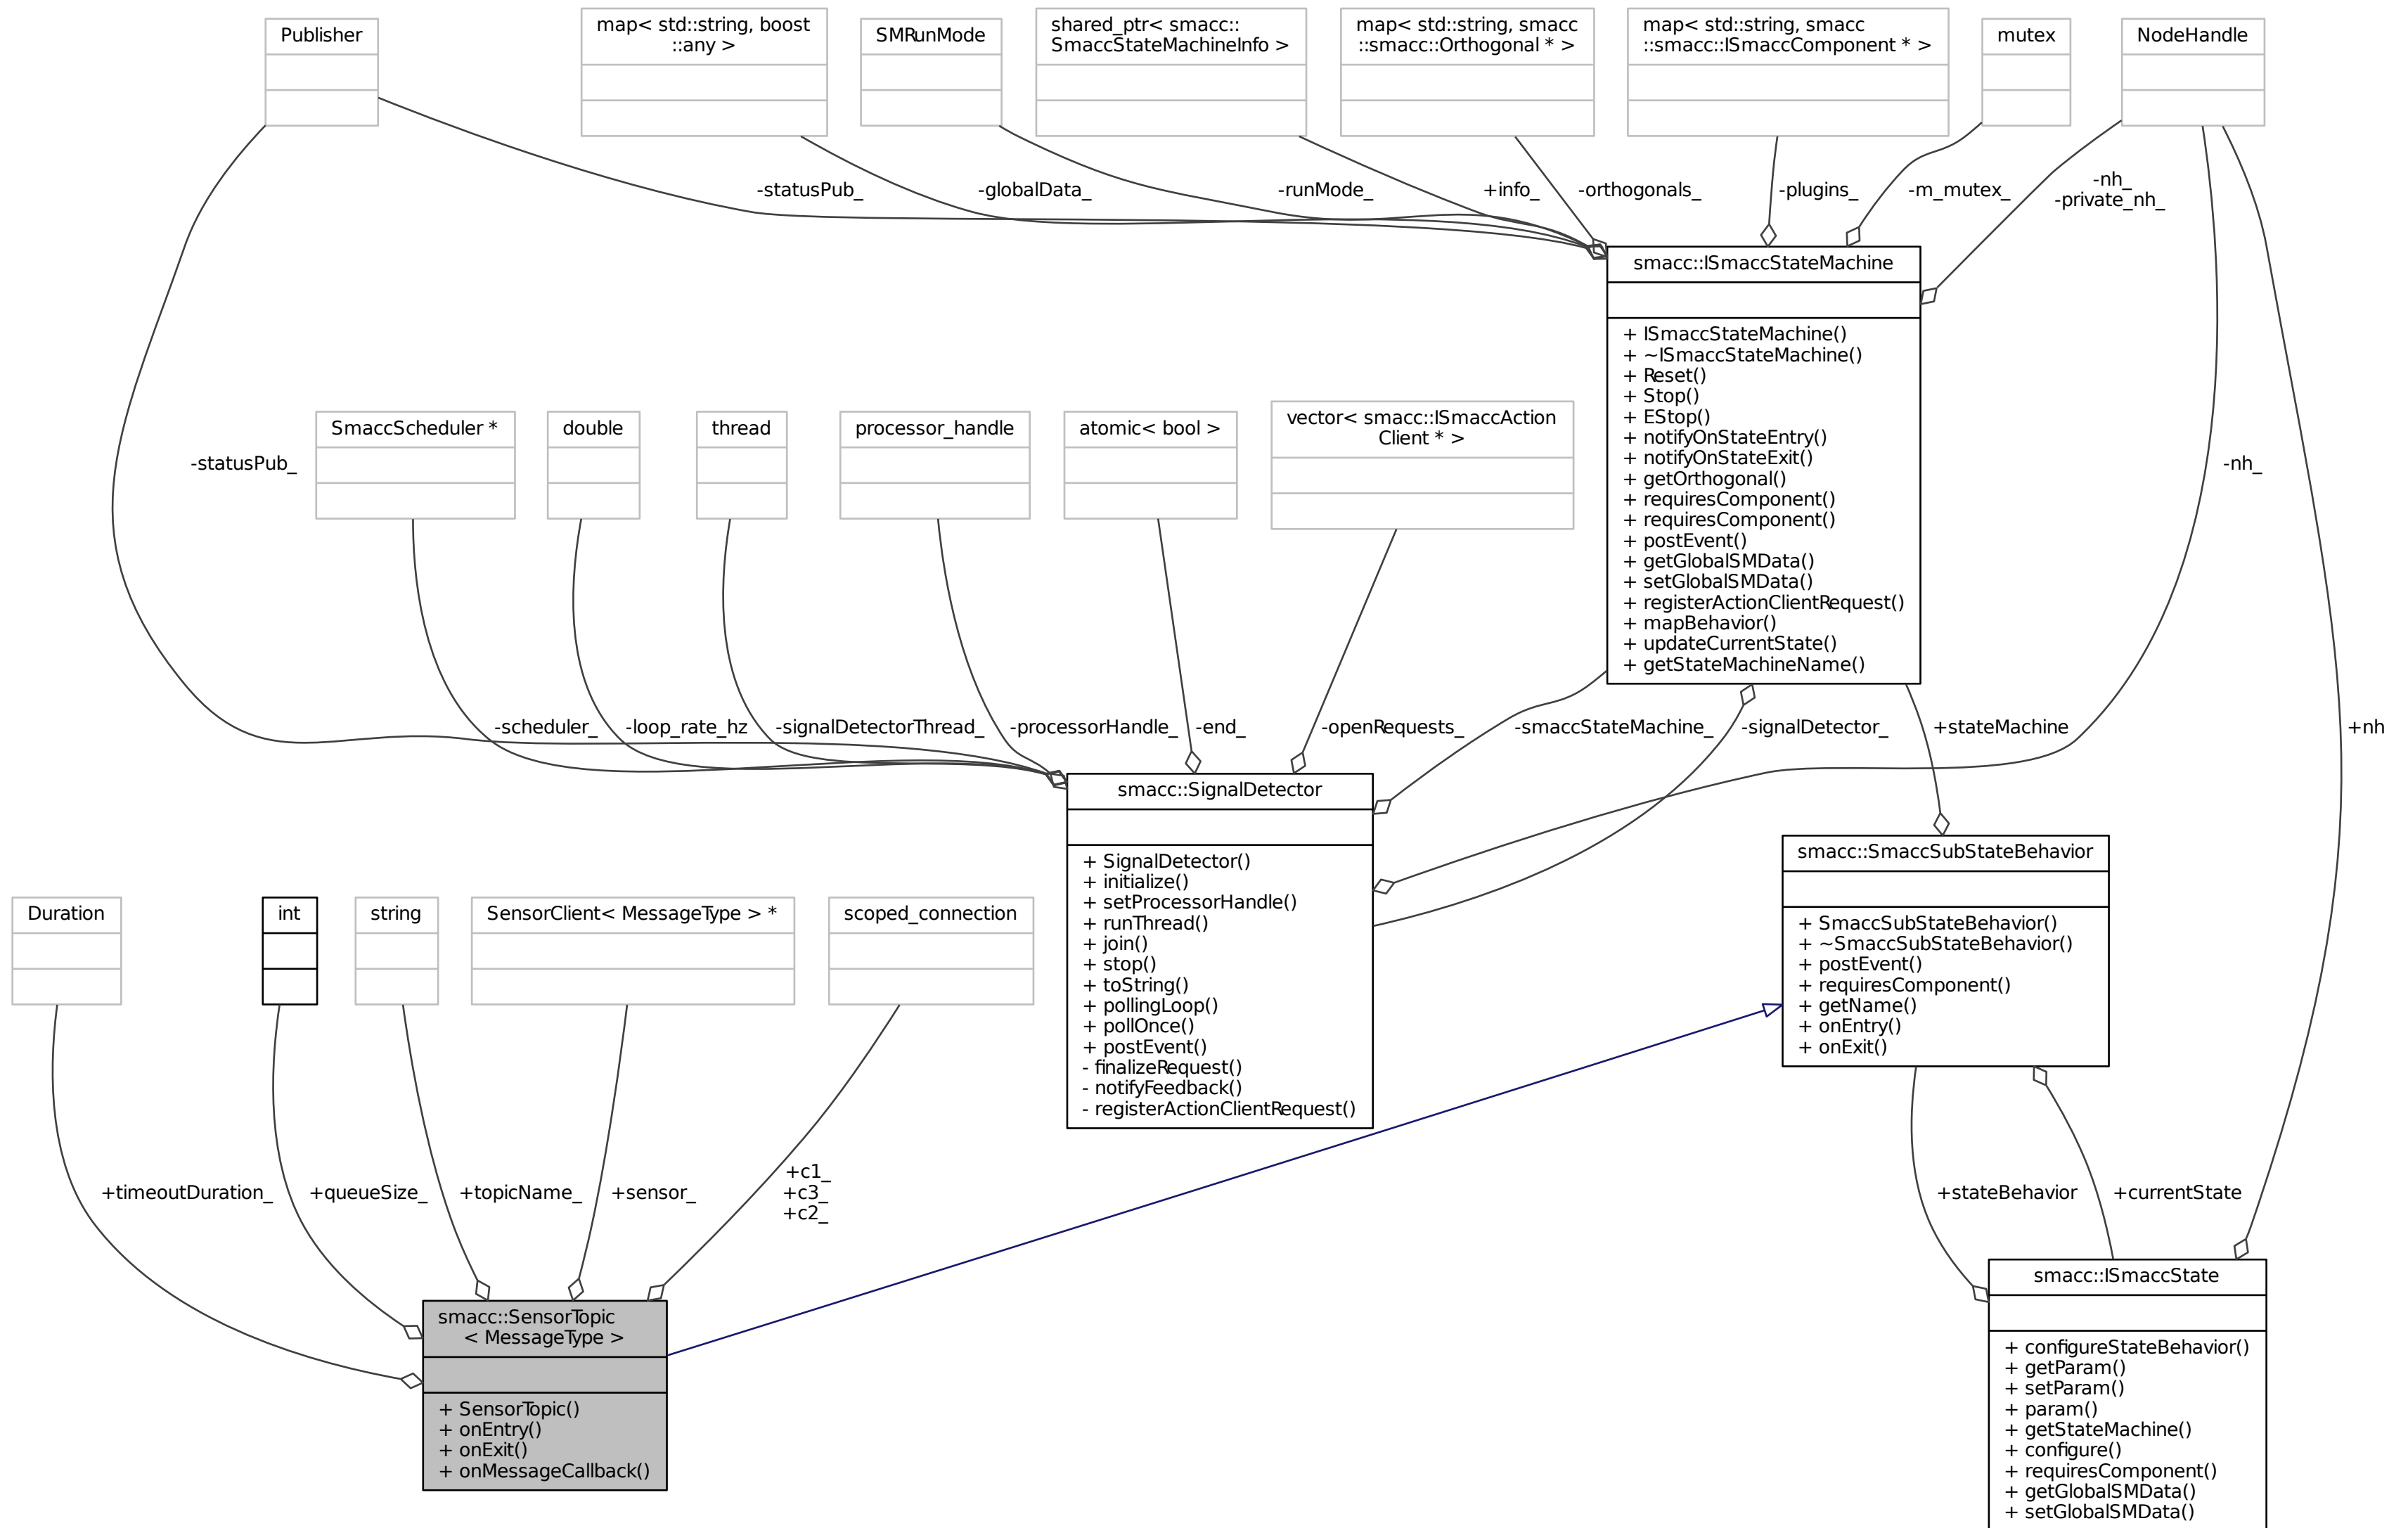 Publisher
map< std::string, boost
::any >
SMRunMode
shared_ptr< smacc::
SmaccStateMachineInfo >
map< std::string, smacc
::smacc::Orthogonal * >
map< std::string, smacc
::smacc::ISmaccComponent * >
mutex
NodeHandle
-statusPub_
-globalData_
-runMode_
+info_
-orthogonals_
-plugins_
-m_mutex_
-nh_
-private_nh_
smacc::ISmaccStateMachine
+ ISmaccStateMachine()
+ ~ISmaccStateMachine()
+ Reset()
+ Stop()
+ EStop()
+ notifyOnStateEntry()
+ notifyOnStateExit()
+ getOrthogonal()
+ requiresComponent()
+ requiresComponent()
+ postEvent()
+ getGlobalSMData()
+ setGlobalSMData()
+ registerActionClientRequest()
+ mapBehavior()
+ updateCurrentState()
+ getStateMachineName()
SmaccScheduler *
double
thread
processor_handle
atomic< bool >
vector< smacc::ISmaccAction
Client * >
-statusPub_
-nh_
-scheduler_
-loop_rate_hz
-signalDetectorThread_
-processorHandle_
-end_
-openRequests_
-smaccStateMachine_
-signalDetector_
+stateMachine
+nh
smacc::SignalDetector
+ SignalDetector()
+ initialize()
+ setProcessorHandle()
+ runThread()
+ join()
+ stop()
+ toString()
+ pollingLoop()
+ pollOnce()
+ postEvent()
- finalizeRequest()
- notifyFeedback()
- registerActionClientRequest()
smacc::SmaccSubStateBehavior
+ SmaccSubStateBehavior()
+ ~SmaccSubStateBehavior()
+ postEvent()
+ requiresComponent()
+ getName()
+ onEntry()
+ onExit()
Duration
int
string
SensorClient< MessageType > *
scoped_connection
+timeoutDuration_
+queueSize_
+topicName_
+sensor_
+c1_
+c3_
+c2_
+stateBehavior
+currentState
smacc::SensorTopic
< MessageType >
+ SensorTopic()
+ onEntry()
+ onExit()
+ onMessageCallback()
smacc::ISmaccState
+ configureStateBehavior()
+ getParam()
+ setParam()
+ param()
+ getStateMachine()
+ configure()
+ requiresComponent()
+ getGlobalSMData()
+ setGlobalSMData()